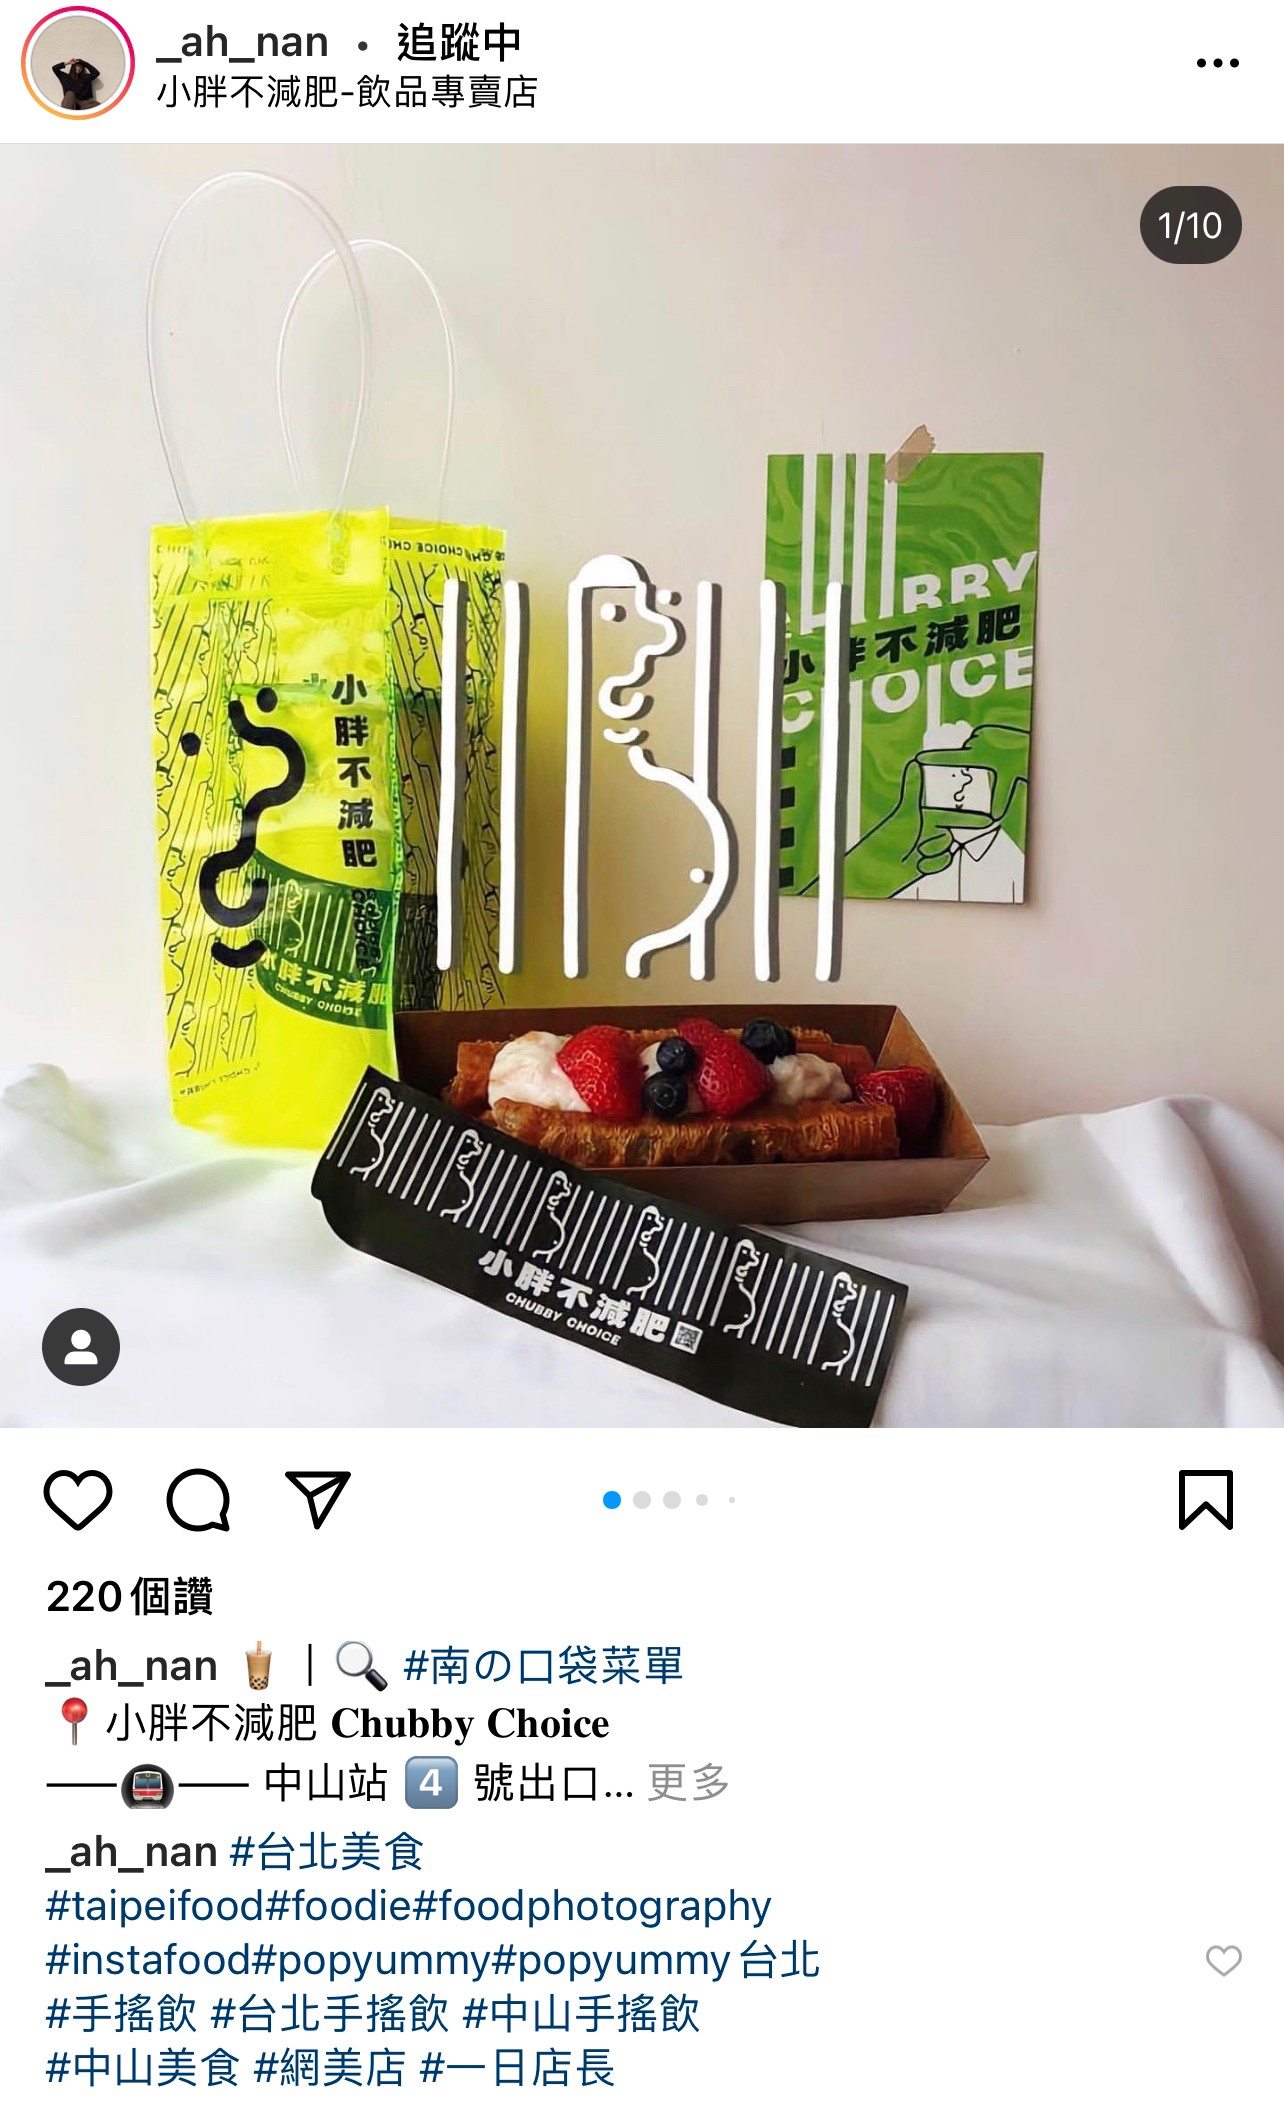 _ah_nan • 追蹤中
小胖不減肥-飲品專賣店
1/10
小胖不減肥
小胖不減肥
CHUBBY CHOICE
BBY
小胖不減肥
CHOICE
小胖不減肥
CHUBBY CHOICE
220 個讚
_ah_nan 🧋｜🔍 #南の口袋菜單
📍小胖不減肥 Chubby Choice
——🚇—— 中山站 4️⃣ 號出口... 更多
_ah_nan #台北美食
#taipeifood#foodie#foodphotography
#instafood#popyummy#popyummy台北
#手搖飲 #台北手搖飲 #中山手搖飲
#中山美食 #網美店 #一日店長